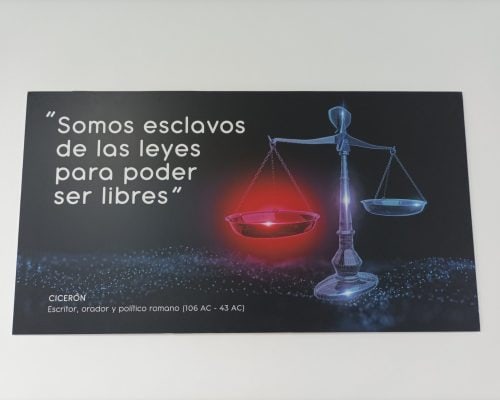 "Somos esclavos
de las leyes
para poder
ser libres"
CICERÓN
Escritor, orador y político romano (106 AC - 43 AC)